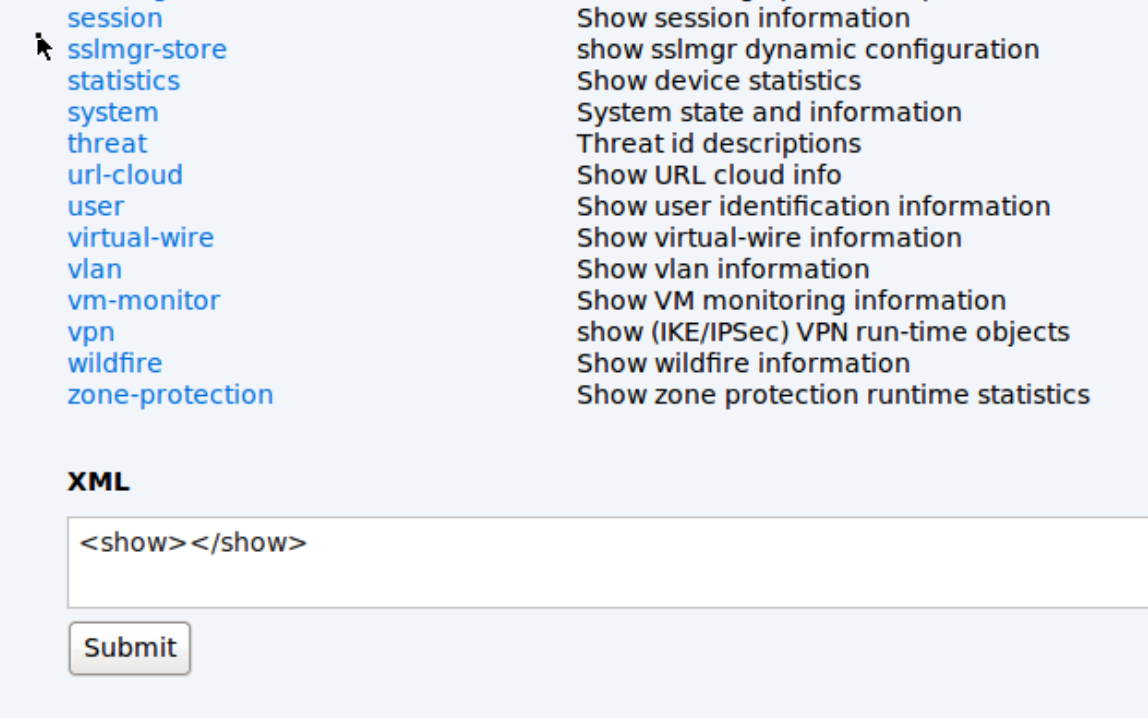 session Show session information
sslmgr-store show sslmgr dynamic configuration
statistics Show device statistics
system System state and information
threat Threat id descriptions
url-cloud Show URL cloud info
user Show user identification information
virtual-wire Show virtual-wire information
vlan Show vlan information
vm-monitor Show VM monitoring information
vpn show (IKE/IPSec) VPN run-time objects
wildfire Show wildfire information
zone-protection Show zone protection runtime statistics
XML
<show></show>
Submit